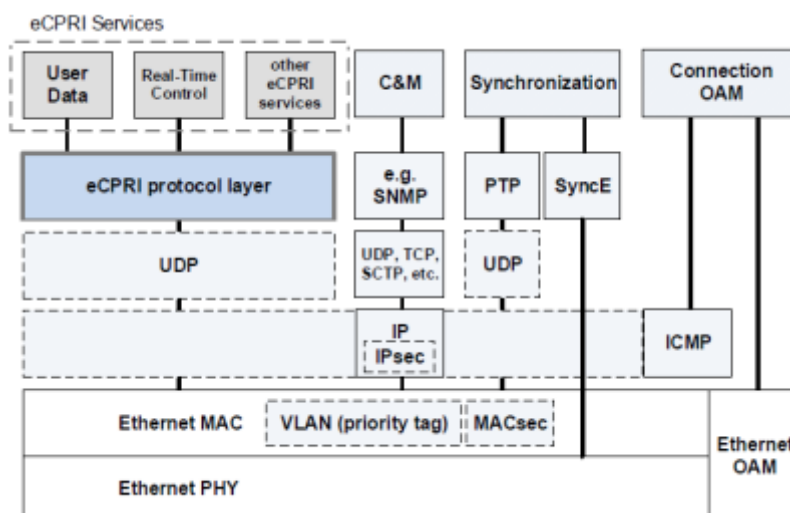 eCPRI Services
User
Data
Real-Time
Control
other
eCPRI
services
C&M
Synchronization
Connection
OAM
eCPRI protocol layer
e.g.
SNMP
PTP
SyncE
UDP
UDP, TCP,
SCTP, etc.
UDP
IP
IPsec
ICMP
Ethernet MAC
VLAN (priority tag)
MACsec
Ethernet
OAM
Ethernet PHY